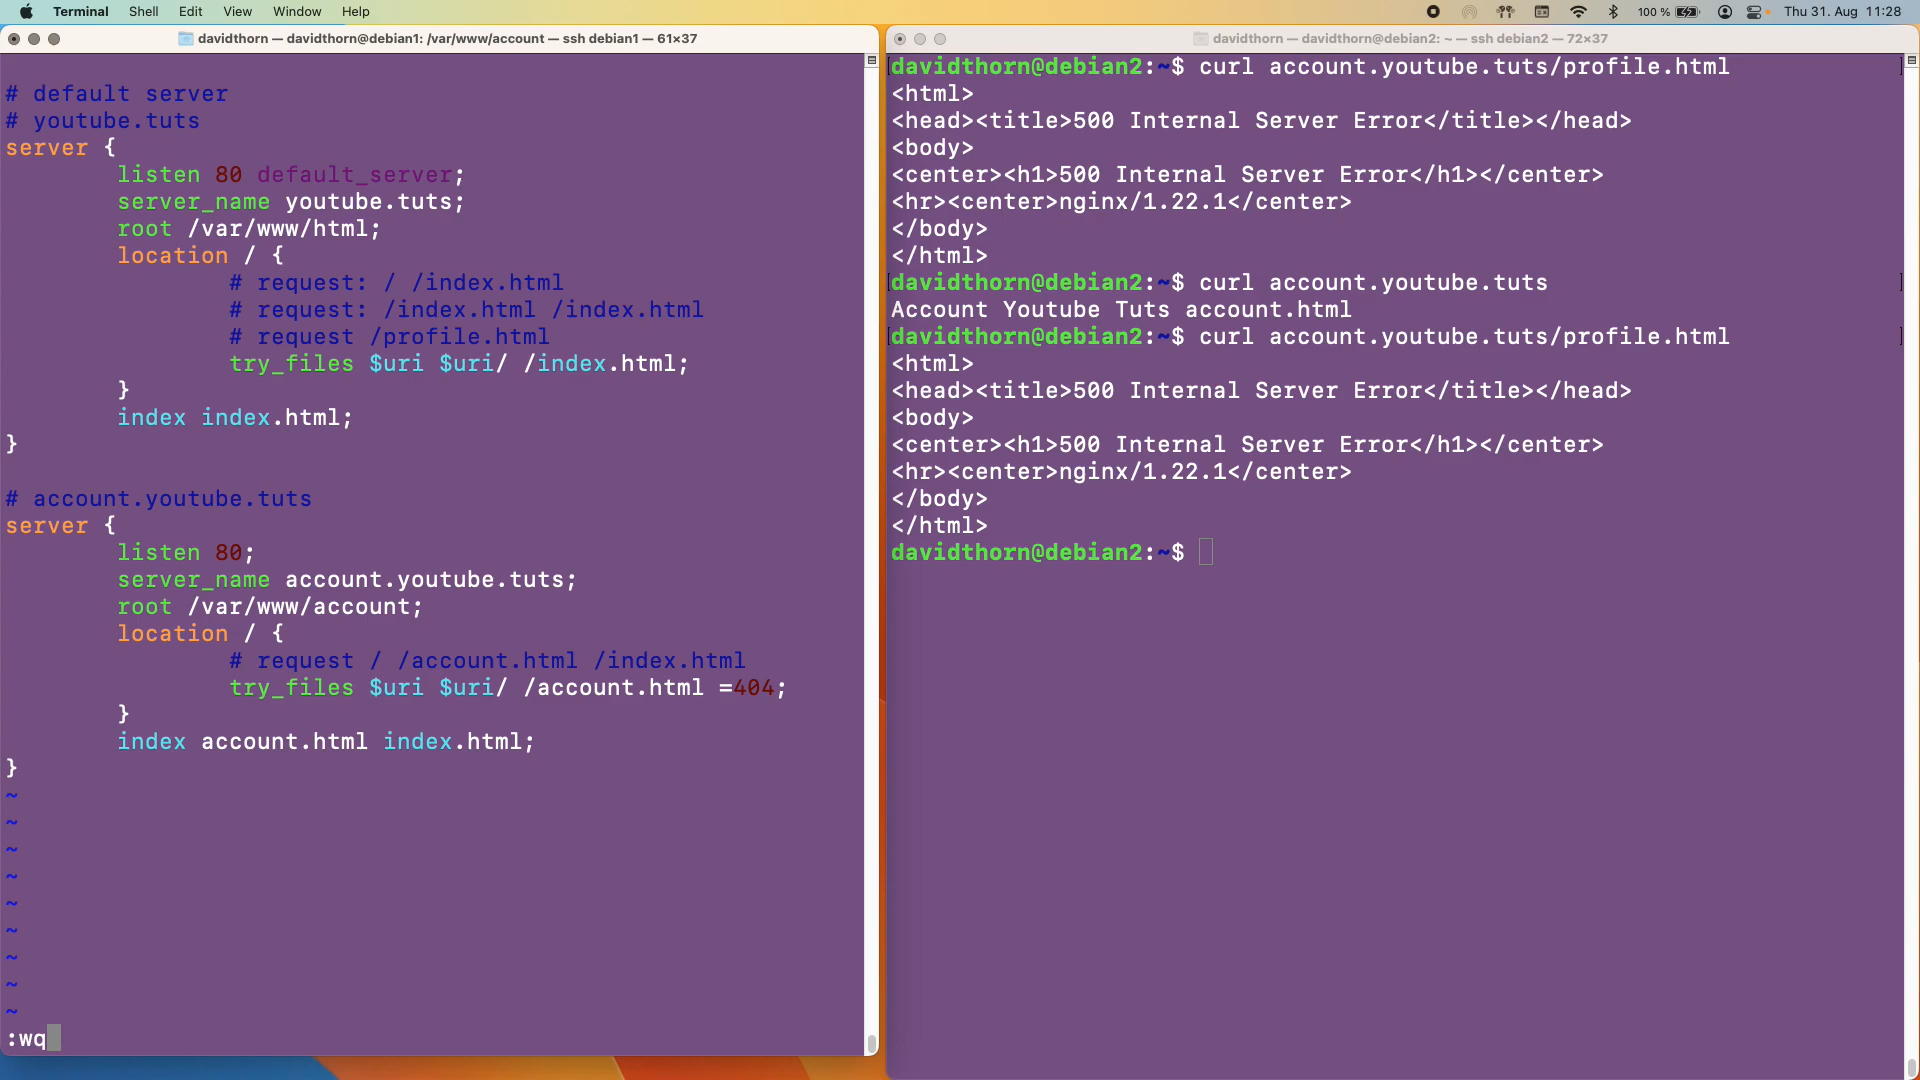 Terminal Shell Edit View Window Help
100 % Thu 31. Aug 11:28
davidthorn — davidthorn@debian1: /var/www/account — ssh debian1 — 61×37
# default server
# youtube.tuts
server {
listen 80 default_server;
server_name youtube.tuts;
root /var/www/html;
location / {
# request: / /index.html
# request: /index.html /index.html
# request /profile.html
try_files $uri $uri/ /index.html;
}
index index.html;
}
# account.youtube.tuts
server {
listen 80;
server_name account.youtube.tuts;
root /var/www/account;
location / {
# request / /account.html /index.html
try_files $uri $uri/ /account.html =404;
}
index account.html index.html;
}
~
~
~
~
~
~
~
~
~
:wq
davidthorn — davidthorn@debian2: ~ — ssh debian2 — 72×37
davidthorn@debian2:~$ curl account.youtube.tuts/profile.html
<html>
<head><title>500 Internal Server Error</title></head>
<body>
<center><h1>500 Internal Server Error</h1></center>
<hr><center>nginx/1.22.1</center>
</body>
</html>
davidthorn@debian2:~$ curl account.youtube.tuts
Account Youtube Tuts account.html
davidthorn@debian2:~$ curl account.youtube.tuts/profile.html
<html>
<head><title>500 Internal Server Error</title></head>
<body>
<center><h1>500 Internal Server Error</h1></center>
<hr><center>nginx/1.22.1</center>
</body>
</html>
davidthorn@debian2:~$